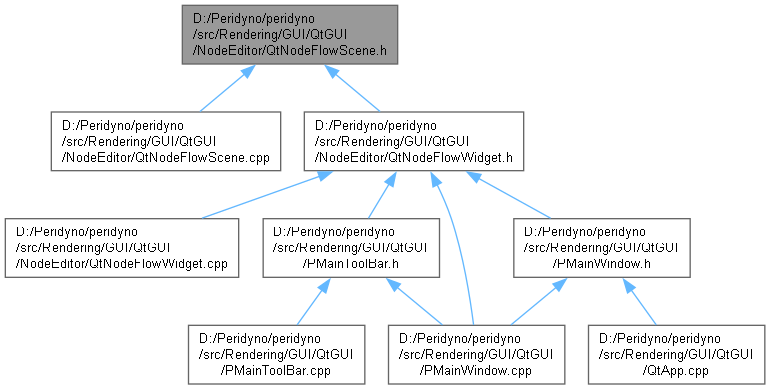 D:/Peridyno/peridyno
/src/Rendering/GUI/QtGUI
/NodeEditor/QtNodeFlowScene.h
D:/Peridyno/peridyno
/src/Rendering/GUI/QtGUI
/NodeEditor/QtNodeFlowScene.cpp
D:/Peridyno/peridyno
/src/Rendering/GUI/QtGUI
/NodeEditor/QtNodeFlowWidget.h
D:/Peridyno/peridyno
/src/Rendering/GUI/QtGUI
/NodeEditor/QtNodeFlowWidget.cpp
D:/Peridyno/peridyno
/src/Rendering/GUI/QtGUI
/PMainToolBar.h
D:/Peridyno/peridyno
/src/Rendering/GUI/QtGUI
/PMainWindow.h
D:/Peridyno/peridyno
/src/Rendering/GUI/QtGUI
/PMainToolBar.cpp
D:/Peridyno/peridyno
/src/Rendering/GUI/QtGUI
/PMainWindow.cpp
D:/Peridyno/peridyno
/src/Rendering/GUI/QtGUI
/QtApp.cpp